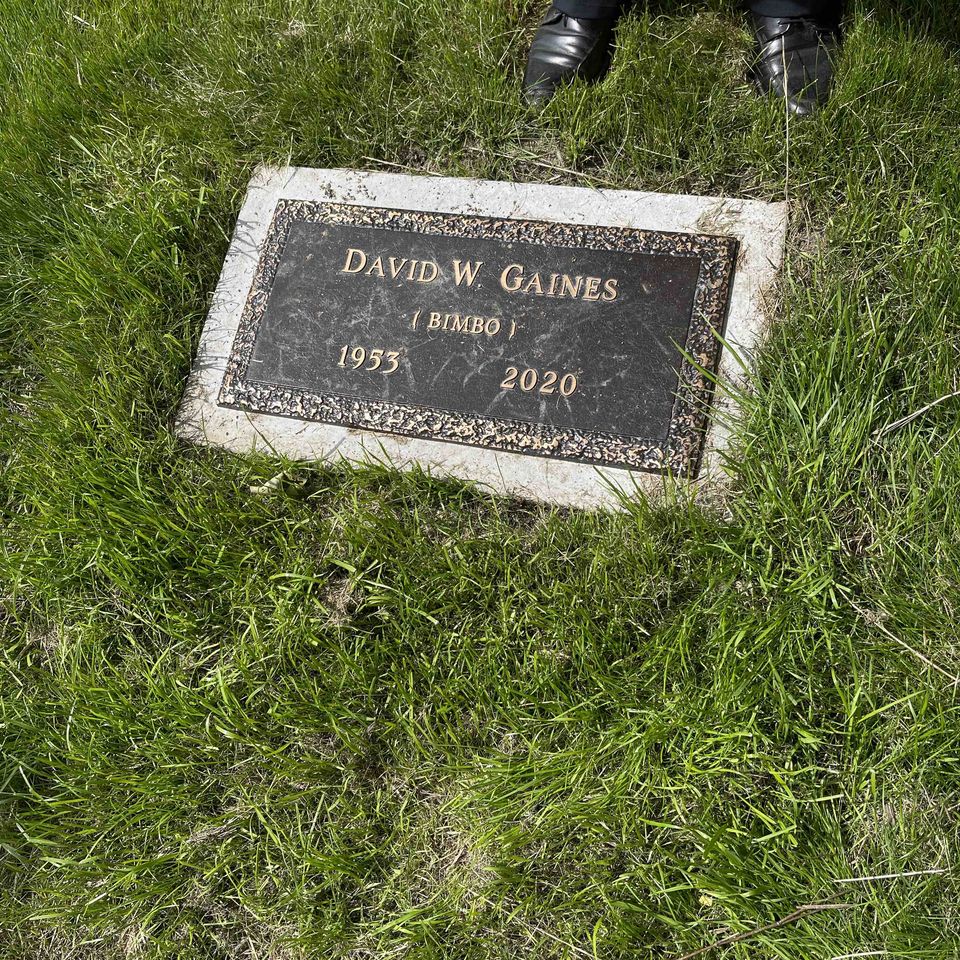 DAVID W. GAINES
( BIMBO )
1953 2020